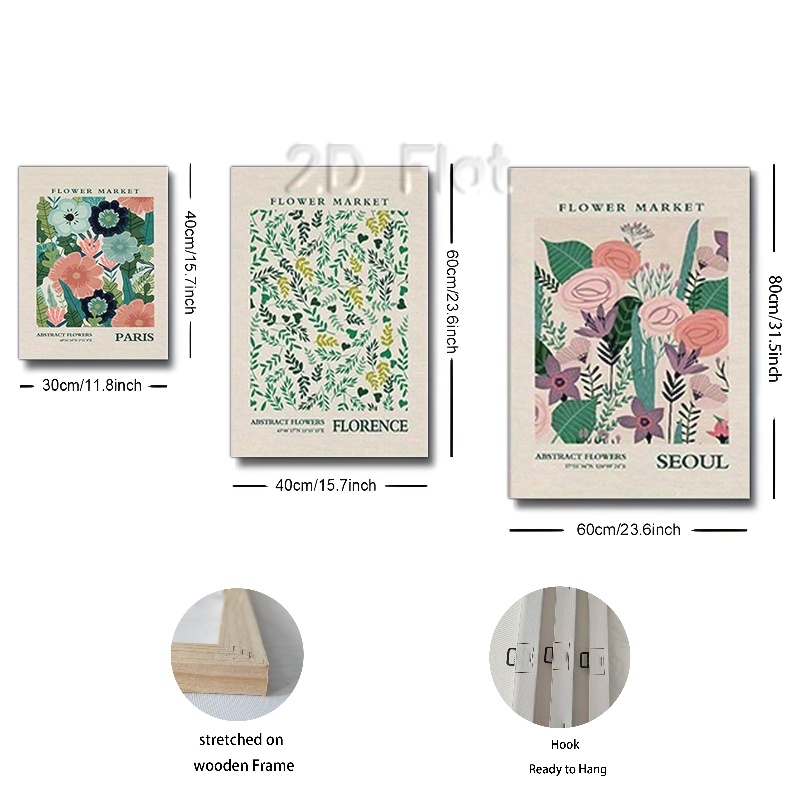 2D Flat
FLOWER MARKET
ABSTRACT FLOWERS
PARIS
40cm/15.7inch
30cm/11.8inch
FLOWER MARKET
ABSTRACT FLOWERS
FLORENCE
60cm/23.6inch
40cm/15.7inch
FLOWER MARKET
ABSTRACT FLOWERS
SEOUL
80cm/31.5inch
60cm/23.6inch
stretched on
wooden Frame
Hook
Ready to Hang